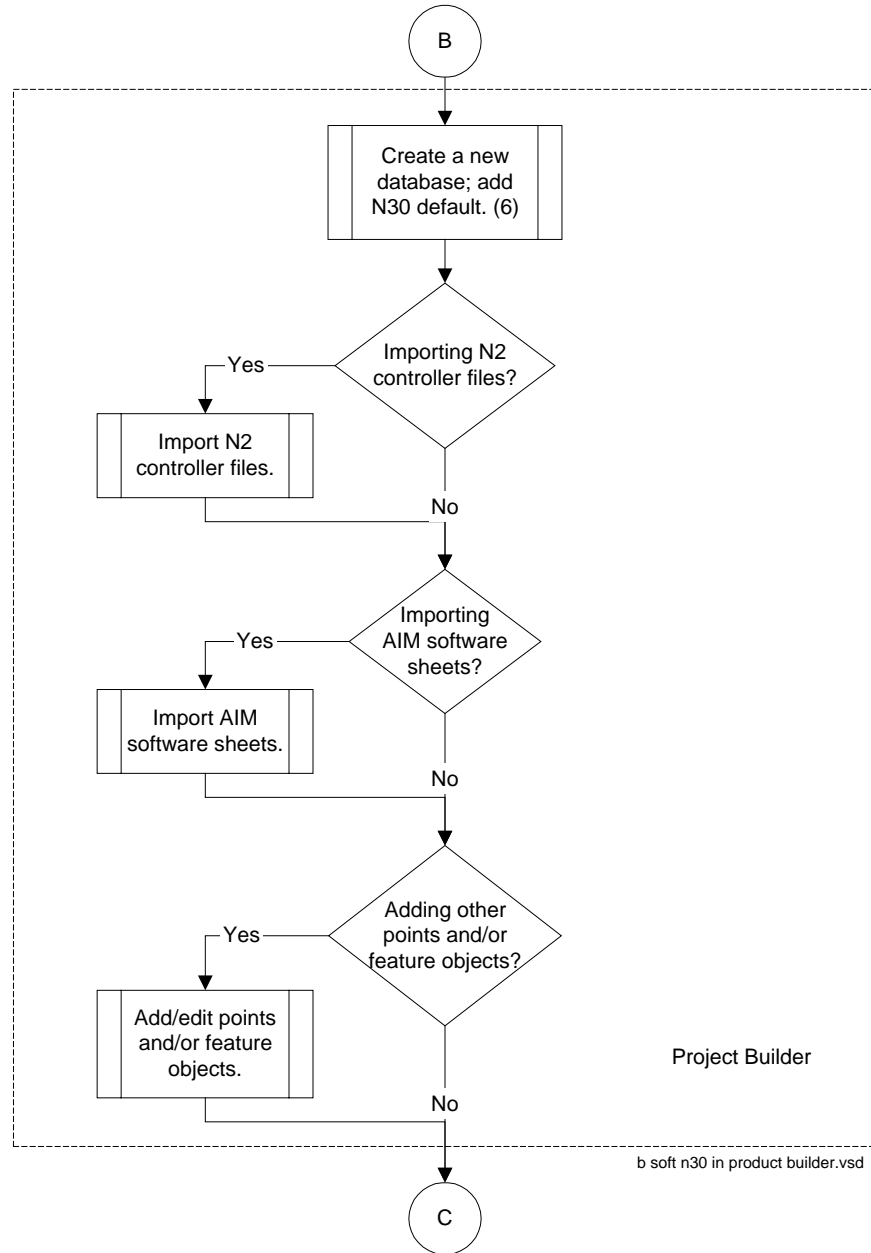 B
Create a new
database; add
N30 default. (6)
Importing N2
controller files?
Yes
Import N2
controller files.
No
Importing
AIM software
sheets?
Yes
Import AIM
software sheets.
No
Adding other
points and/or
feature objects?
Yes
Add/edit points
and/or feature
objects.
Project Builder
No
b soft n30 in product builder.vsd
C